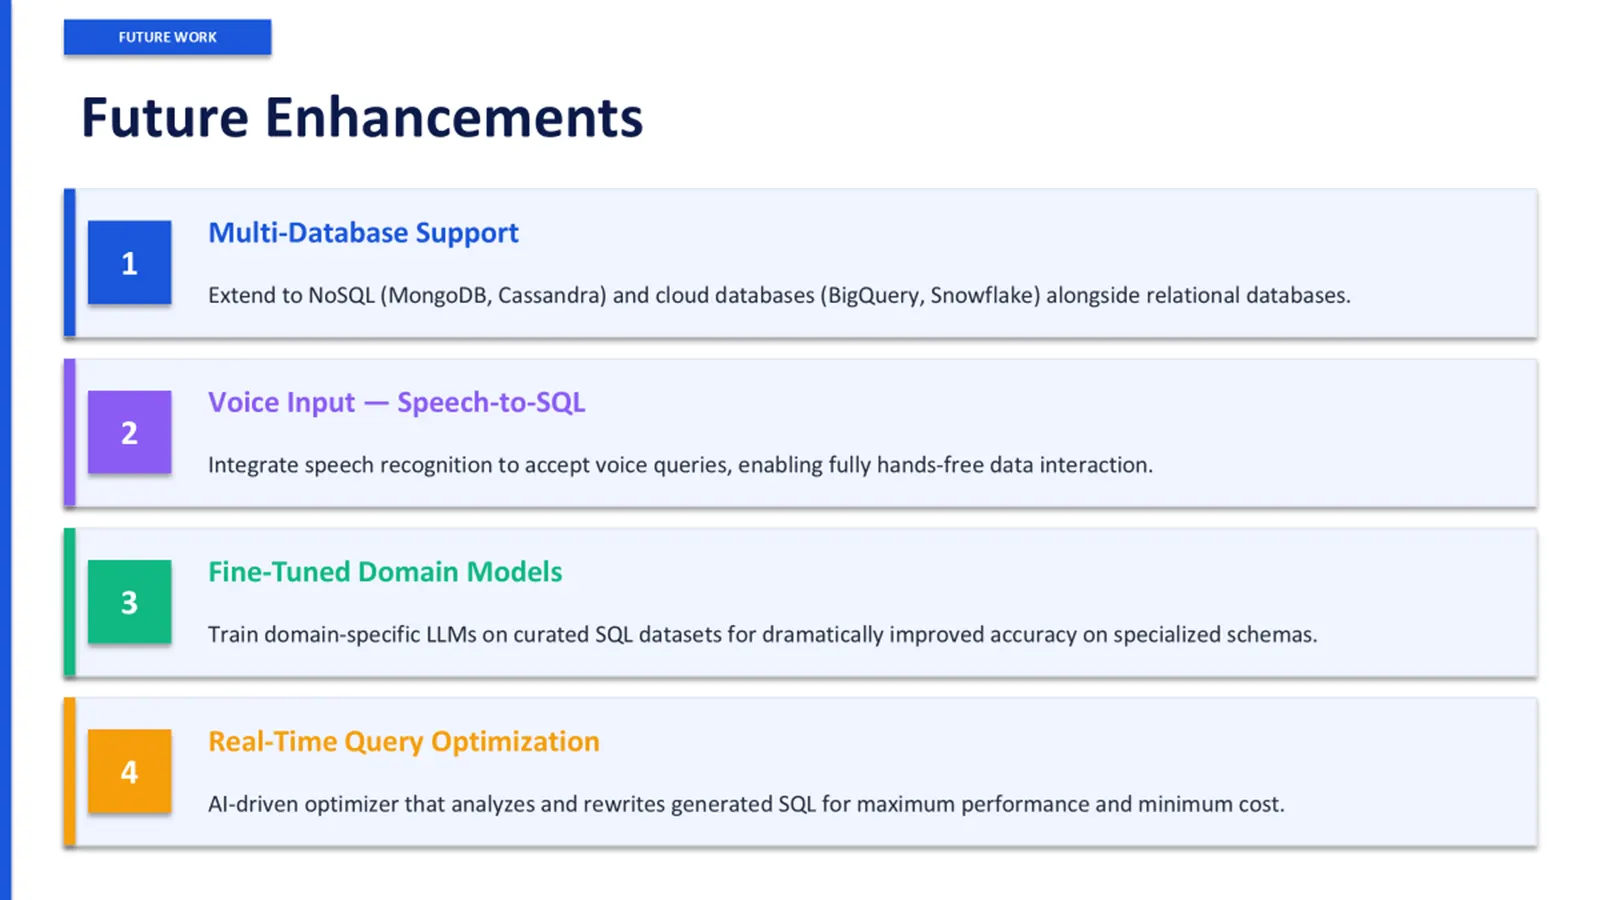 FUTURE WORK
Future Enhancements
1
Multi-Database Support
Extend to NoSQL (MongoDB, Cassandra) and cloud databases (BigQuery, Snowflake) alongside relational databases.
2
Voice Input — Speech-to-SQL
Integrate speech recognition to accept voice queries, enabling fully hands-free data interaction.
3
Fine-Tuned Domain Models
Train domain-specific LLMs on curated SQL datasets for dramatically improved accuracy on specialized schemas.
4
Real-Time Query Optimization
AI-driven optimizer that analyzes and rewrites generated SQL for maximum performance and minimum cost.